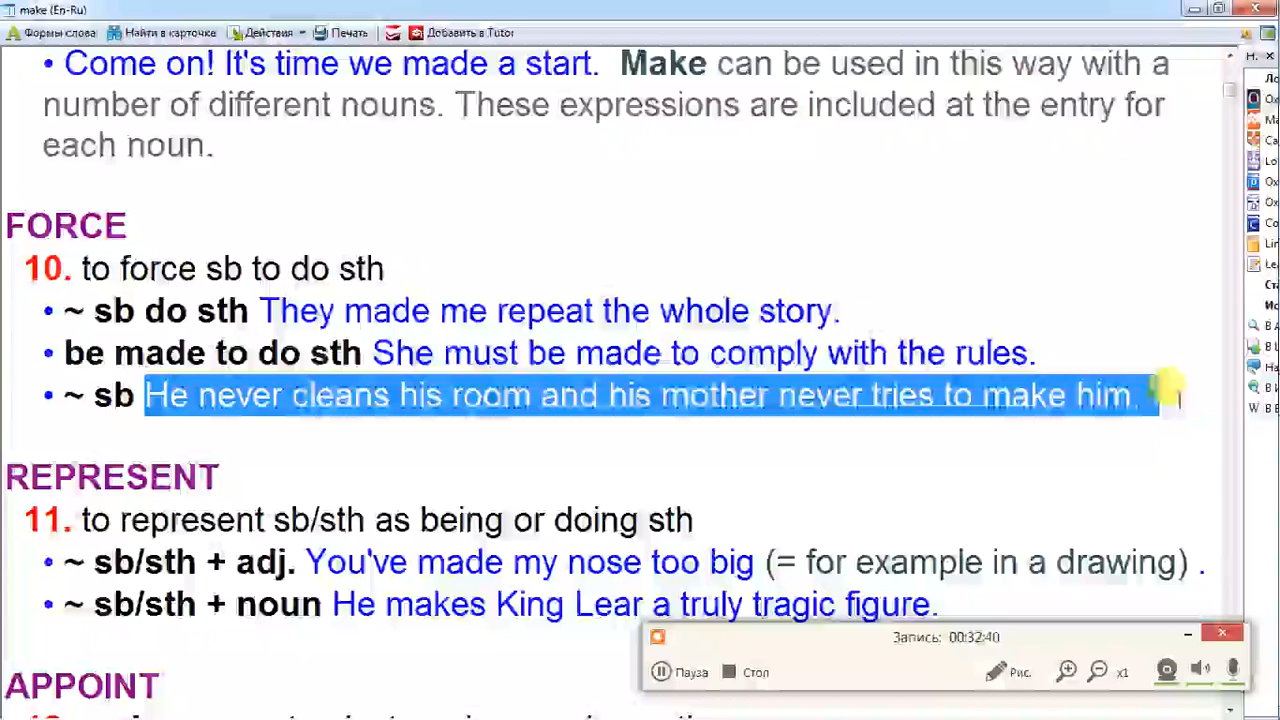 make (En-Ru)
Формы слова Найти в карточке Действия Печать Добавить в Tutor
• Come on! It's time we made a start. Make can be used in this way with a
number of different nouns. These expressions are included at the entry for
each noun.
FORCE
10. to force sb to do sth
• ~ sb do sth They made me repeat the whole story.
• be made to do sth She must be made to comply with the rules.
• ~ sb He never cleans his room and his mother never tries to make him.
REPRESENT
11. to represent sb/sth as being or doing sth
• ~ sb/sth + adj. You've made my nose too big (= for example in a drawing) .
• ~ sb/sth + noun He makes King Lear a truly tragic figure.
Запись: 00:32:40
Пауза Стоп Рис. x1
APPOINT